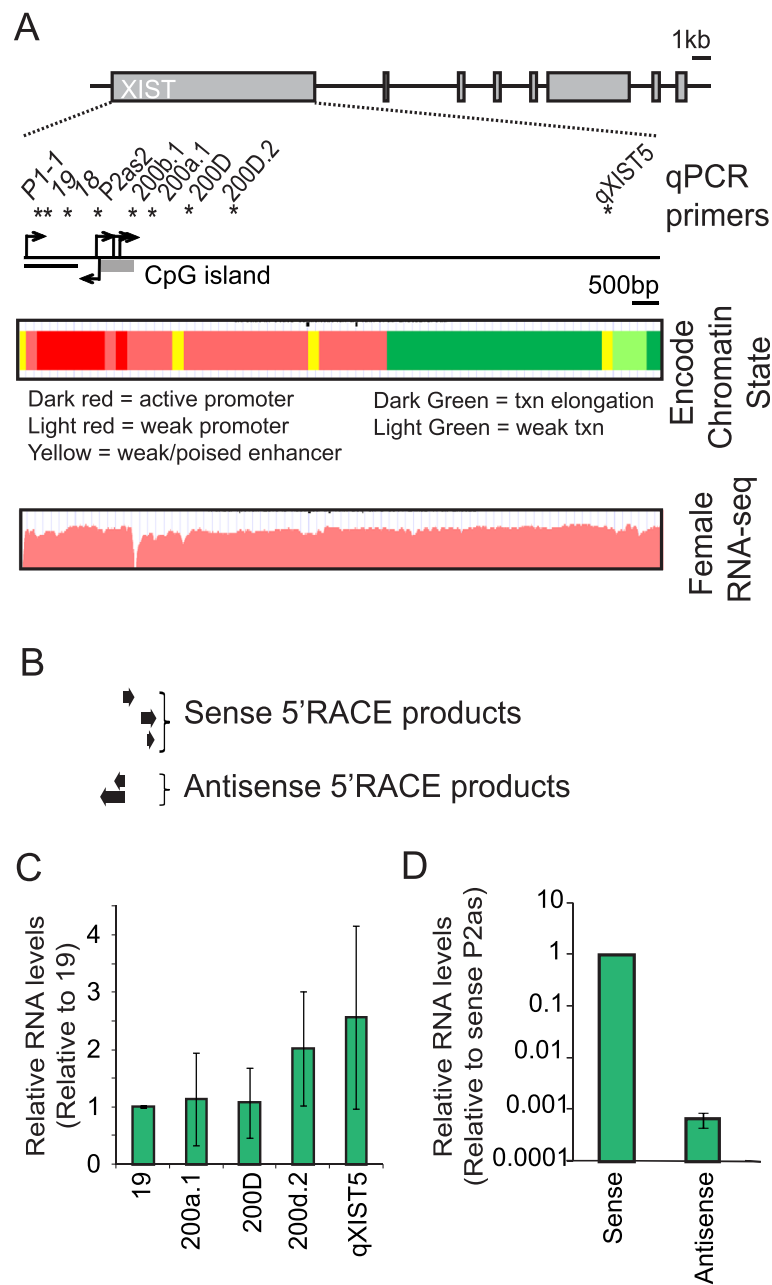 A
1kb
XIST
P1-1
19
18
P2as2
200b.1
200a.1
200D
200D.2
qXIST5
qPCR
primers
** * * * * * * *
CpG island
500bp
Encode
Chromatin
State
Dark red = active promoter
Light red = weak promoter
Yellow = weak/poised enhancer
Dark Green = txn elongation
Light Green = weak txn
Female
RNA-seq
B
Sense 5’RACE products
Antisense 5’RACE products
C
Relative RNA levels
(Relative to 19)
4
3
2
1
0
19
200a.1
200D
200d.2
qXIST5
D
Relative RNA levels
(Relative to sense P2as)
10
1
0.1
0.01
0.001
0.0001
Sense
Antisense